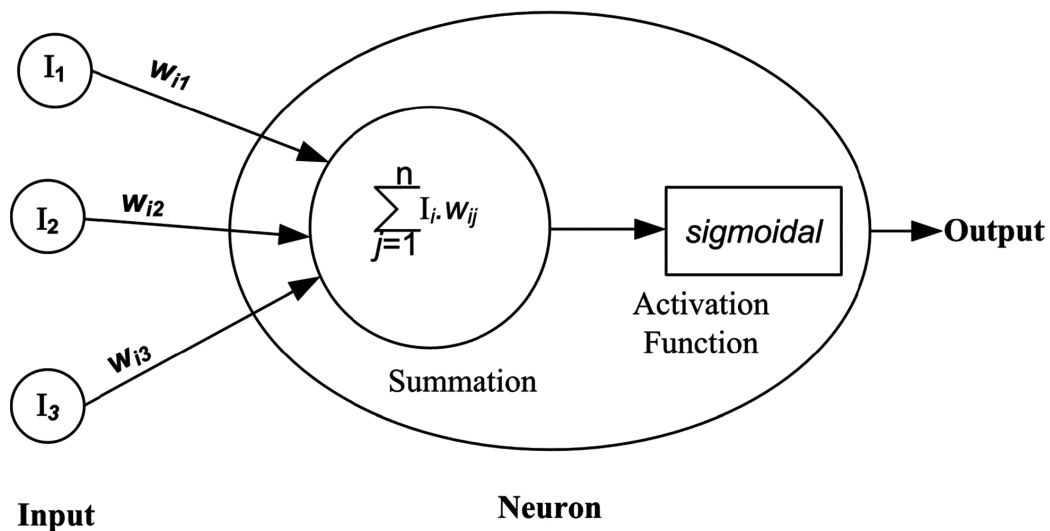 I₁
wᵢ₁
I₂
wᵢ₂
I₃
wᵢ₃
n
∑ Iᵢ.wᵢⱼ
j=1
Summation
sigmoidal
Activation
Function
Output
Input
Neuron